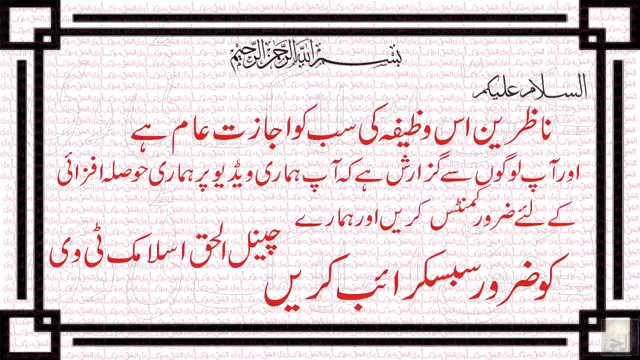 بسم اللہ الرحمن الرحیم
السلام علیکم
ناظرین اس وظیفہ کی سب کو اجازت عام ہے
اور آپ لوگوں سے گزارش ہے کہ آپ ہماری ویڈیو پر ہماری حوصلہ افزائی
کے لئے ضرور کمنٹس کریں اور ہمارے
چینل الحق اسلامک ٹی وی
کو ضرور سبسکرائب کریں